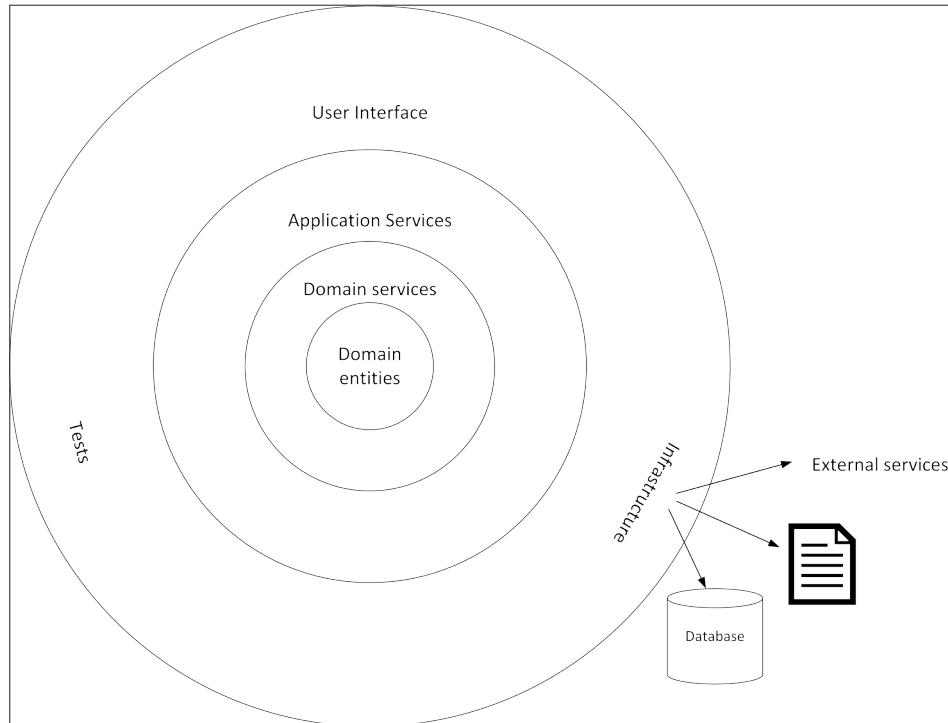 User Interface
Application Services
Domain services
Domain
entities
Tests
Infrastructure
External services
Database